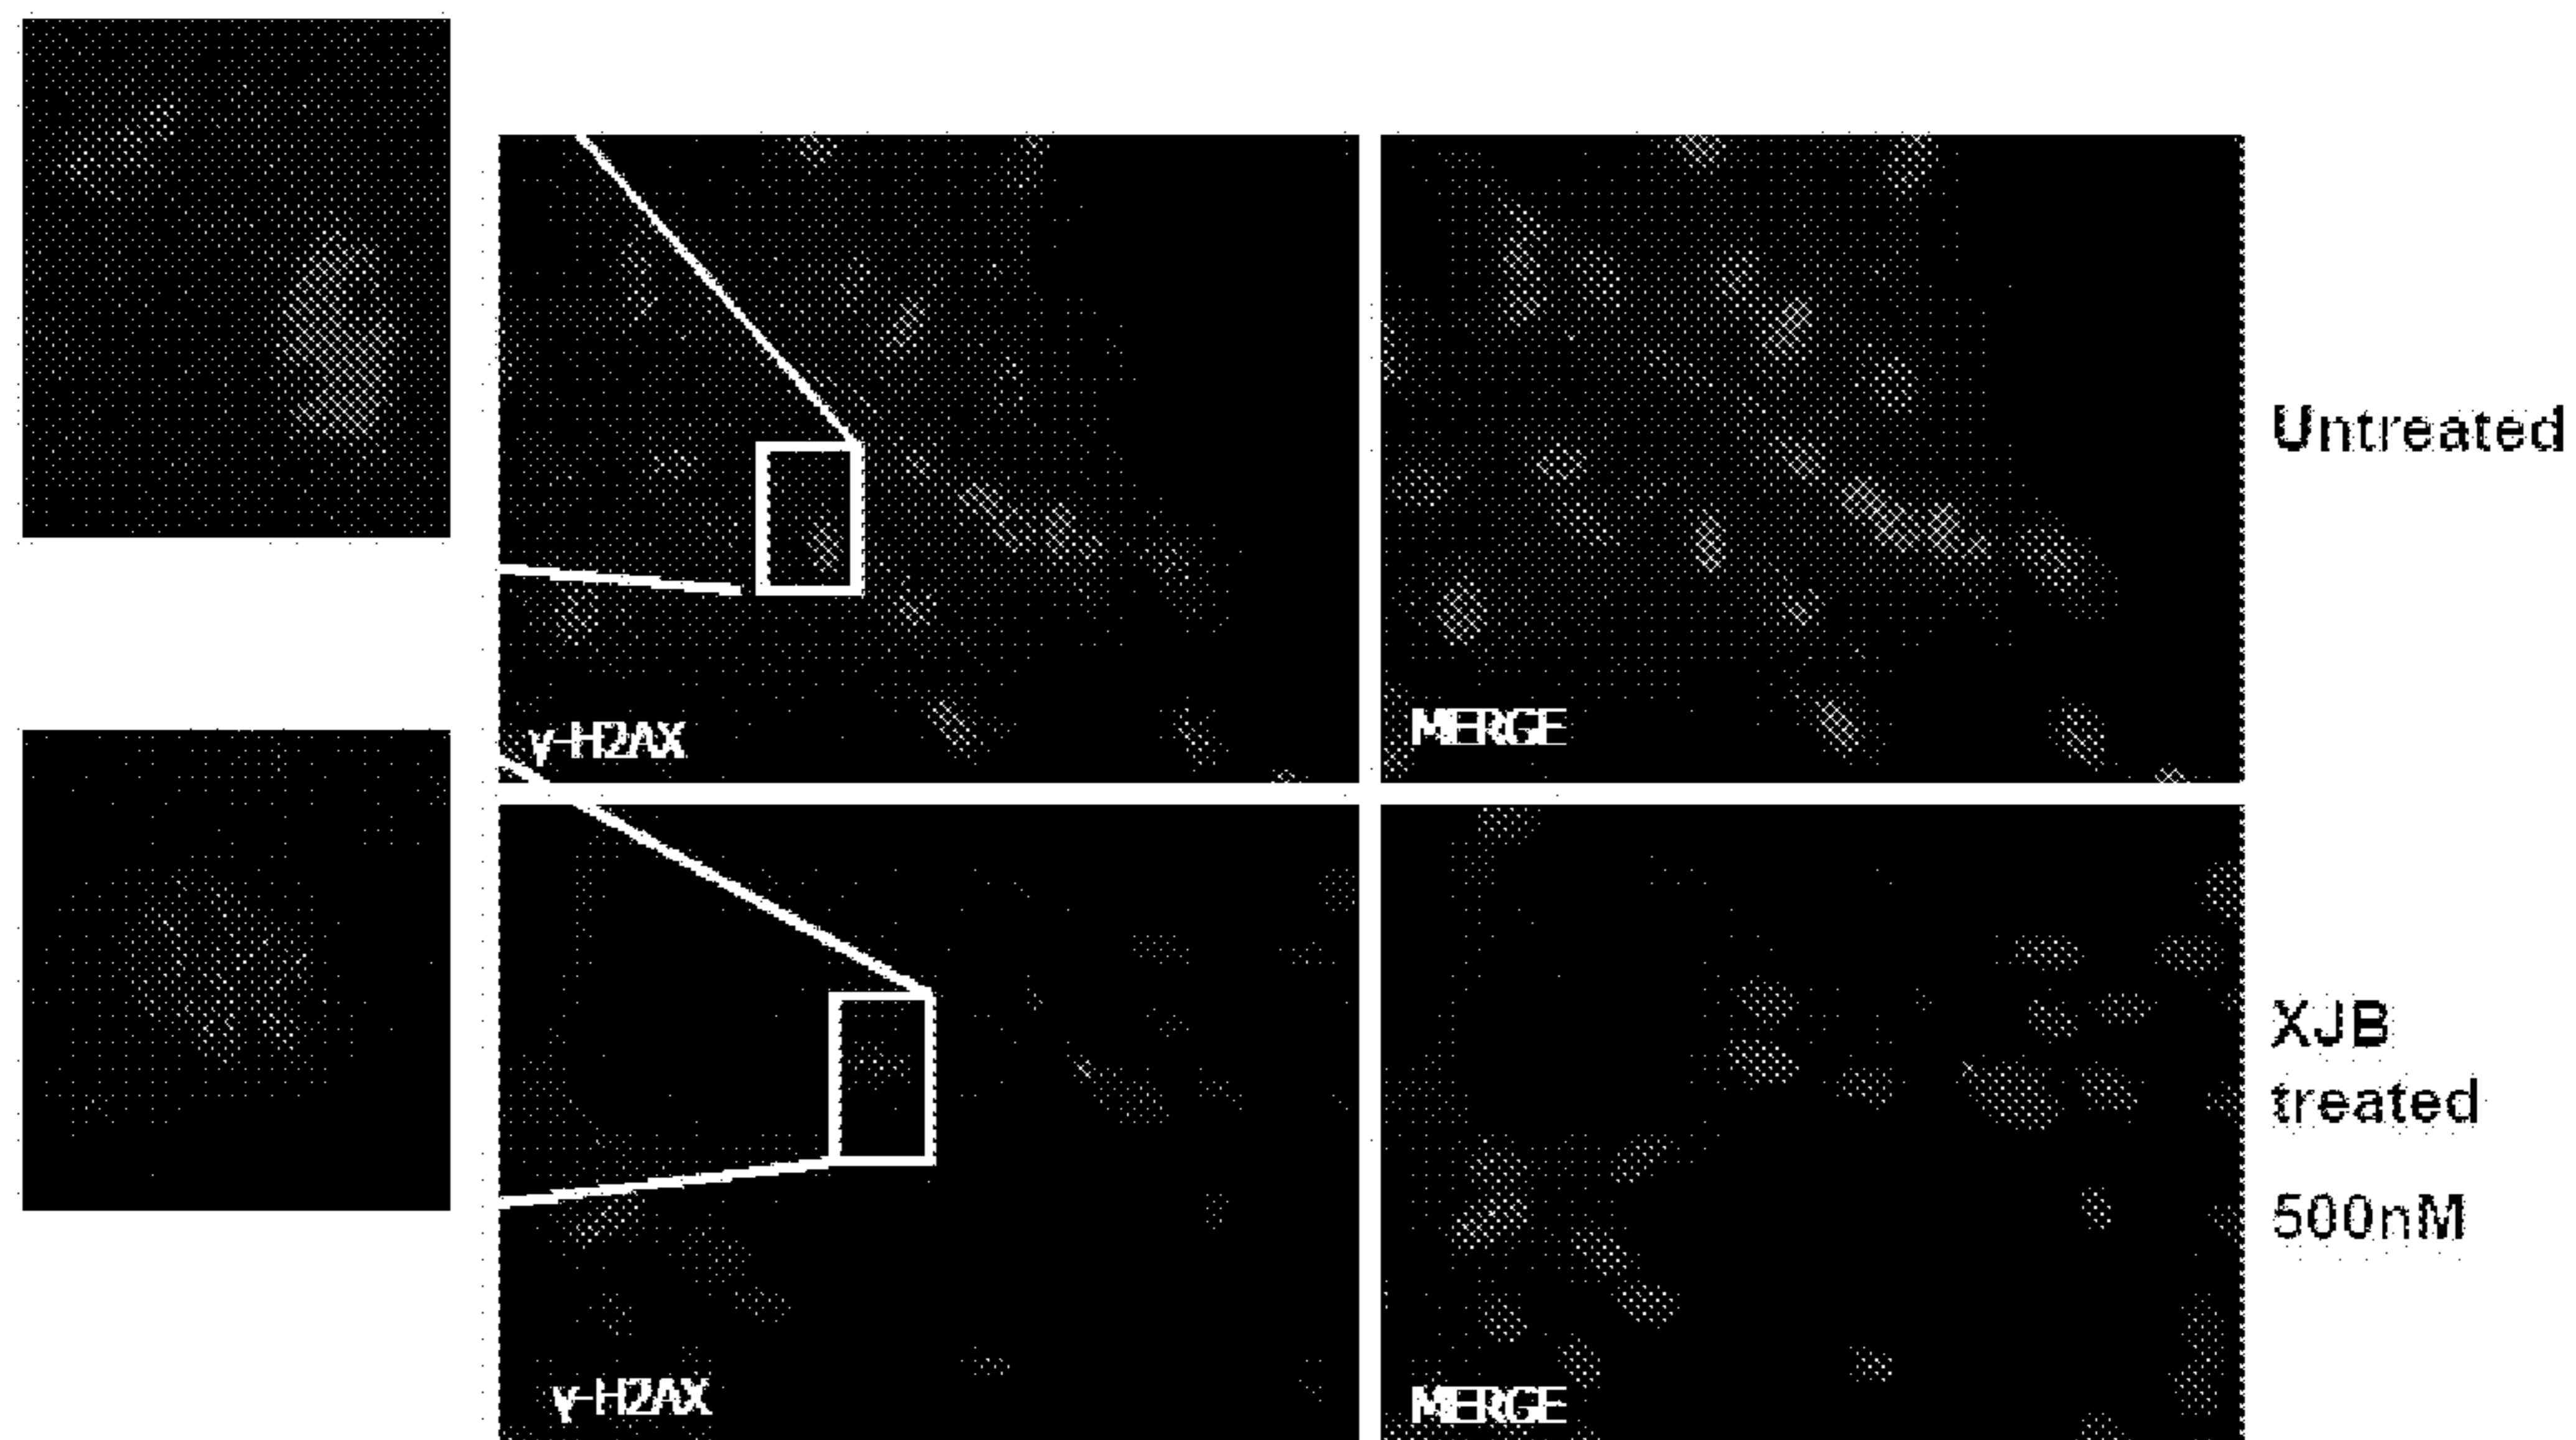 γ-H2AX
MERGE
Untreated
γ-H2AX
MERGE
XJB
treated
500nM